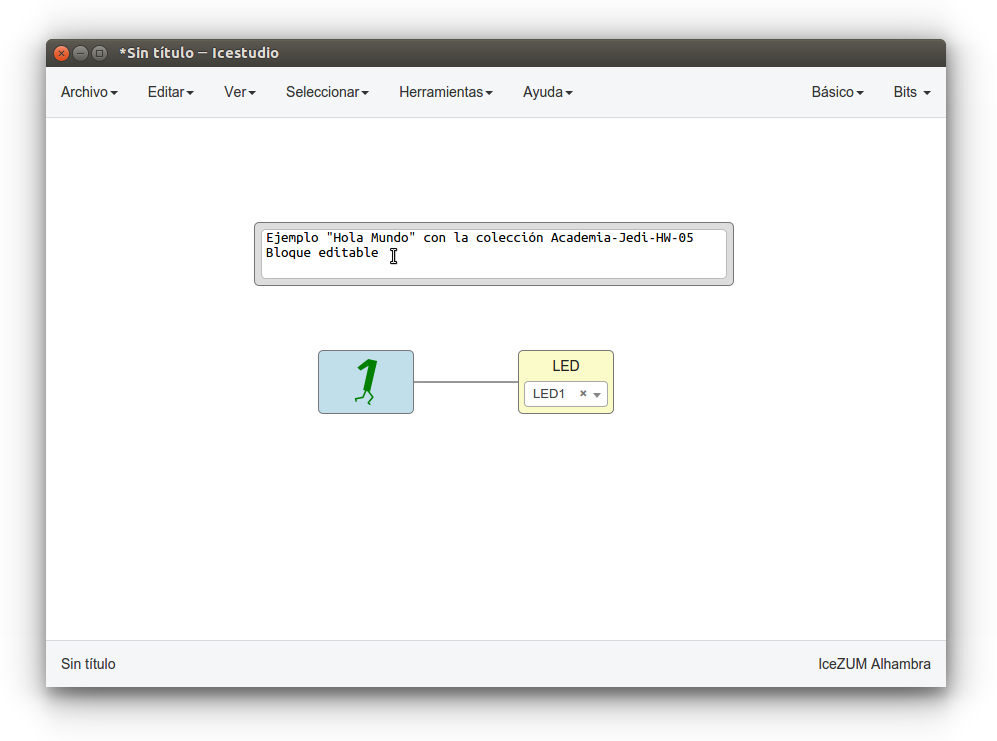 *Sin título — Icestudio
Archivo Editar Ver Seleccionar Herramientas Ayuda Básico Bits
Ejemplo "Hola Mundo" con la colección Academia-Jedi-HW-05
Bloque editable
1
LED
LED1
Sin título IceZUM Alhambra